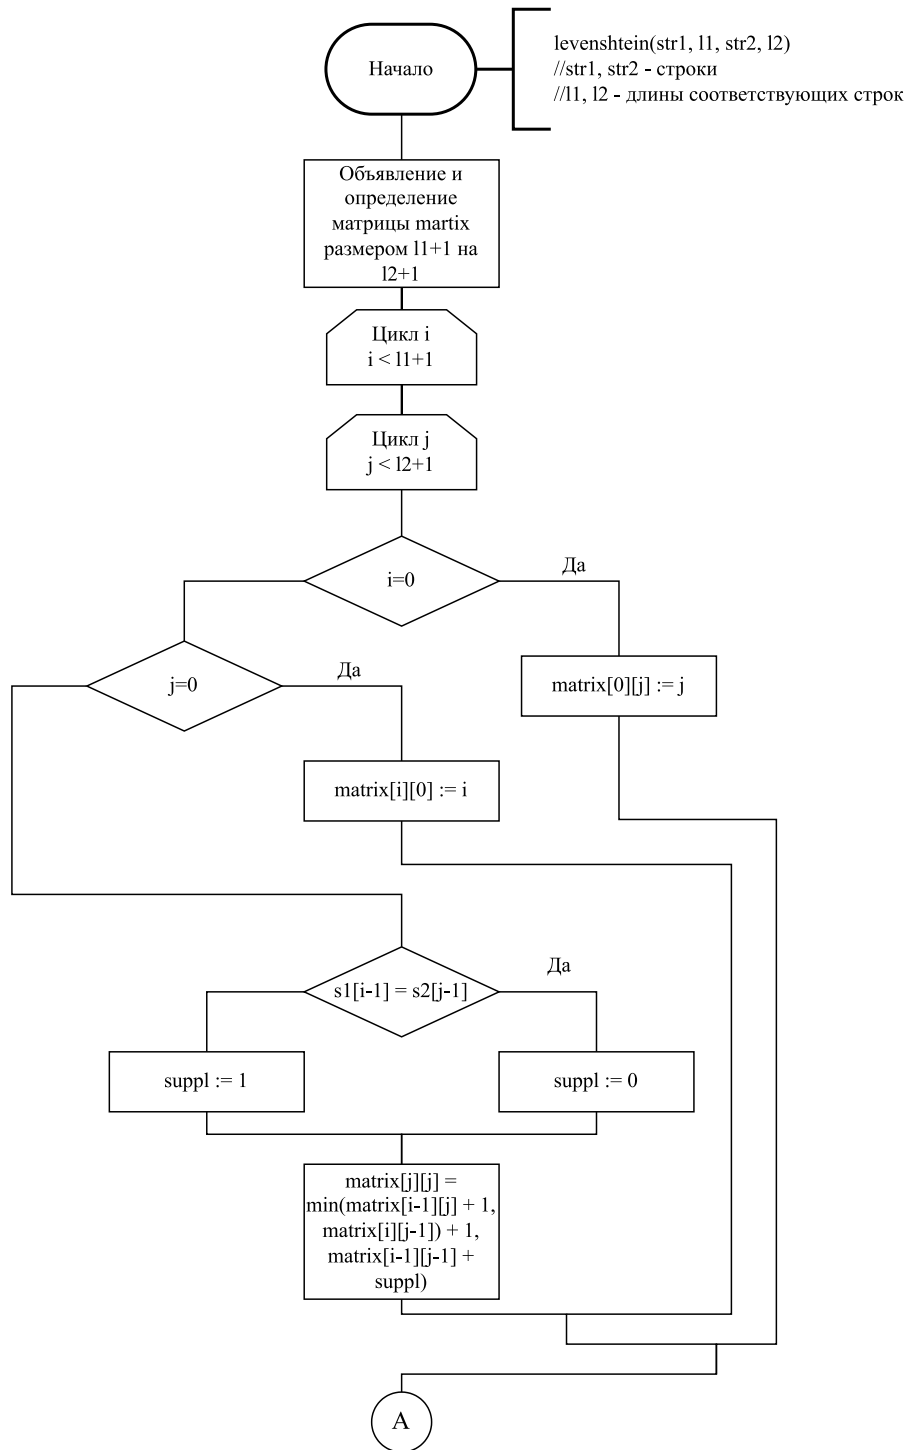 Начало
levenshtein(str1, l1, str2, l2)
//str1, str2 - строки
//l1, l2 - длины соответствующих строк
Объявление и
определение
матрицы martix
размером l1+1 на
l2+1
Цикл i
i < l1+1
Цикл j
j < l2+1
i=0
Да
j=0
Да
matrix[0][j] := j
matrix[i][0] := i
s1[i-1] = s2[j-1]
Да
suppl := 1
suppl := 0
matrix[j][j] =
min(matrix[i-1][j] + 1,
matrix[i][j-1]) + 1,
matrix[i-1][j-1] +
suppl)
A